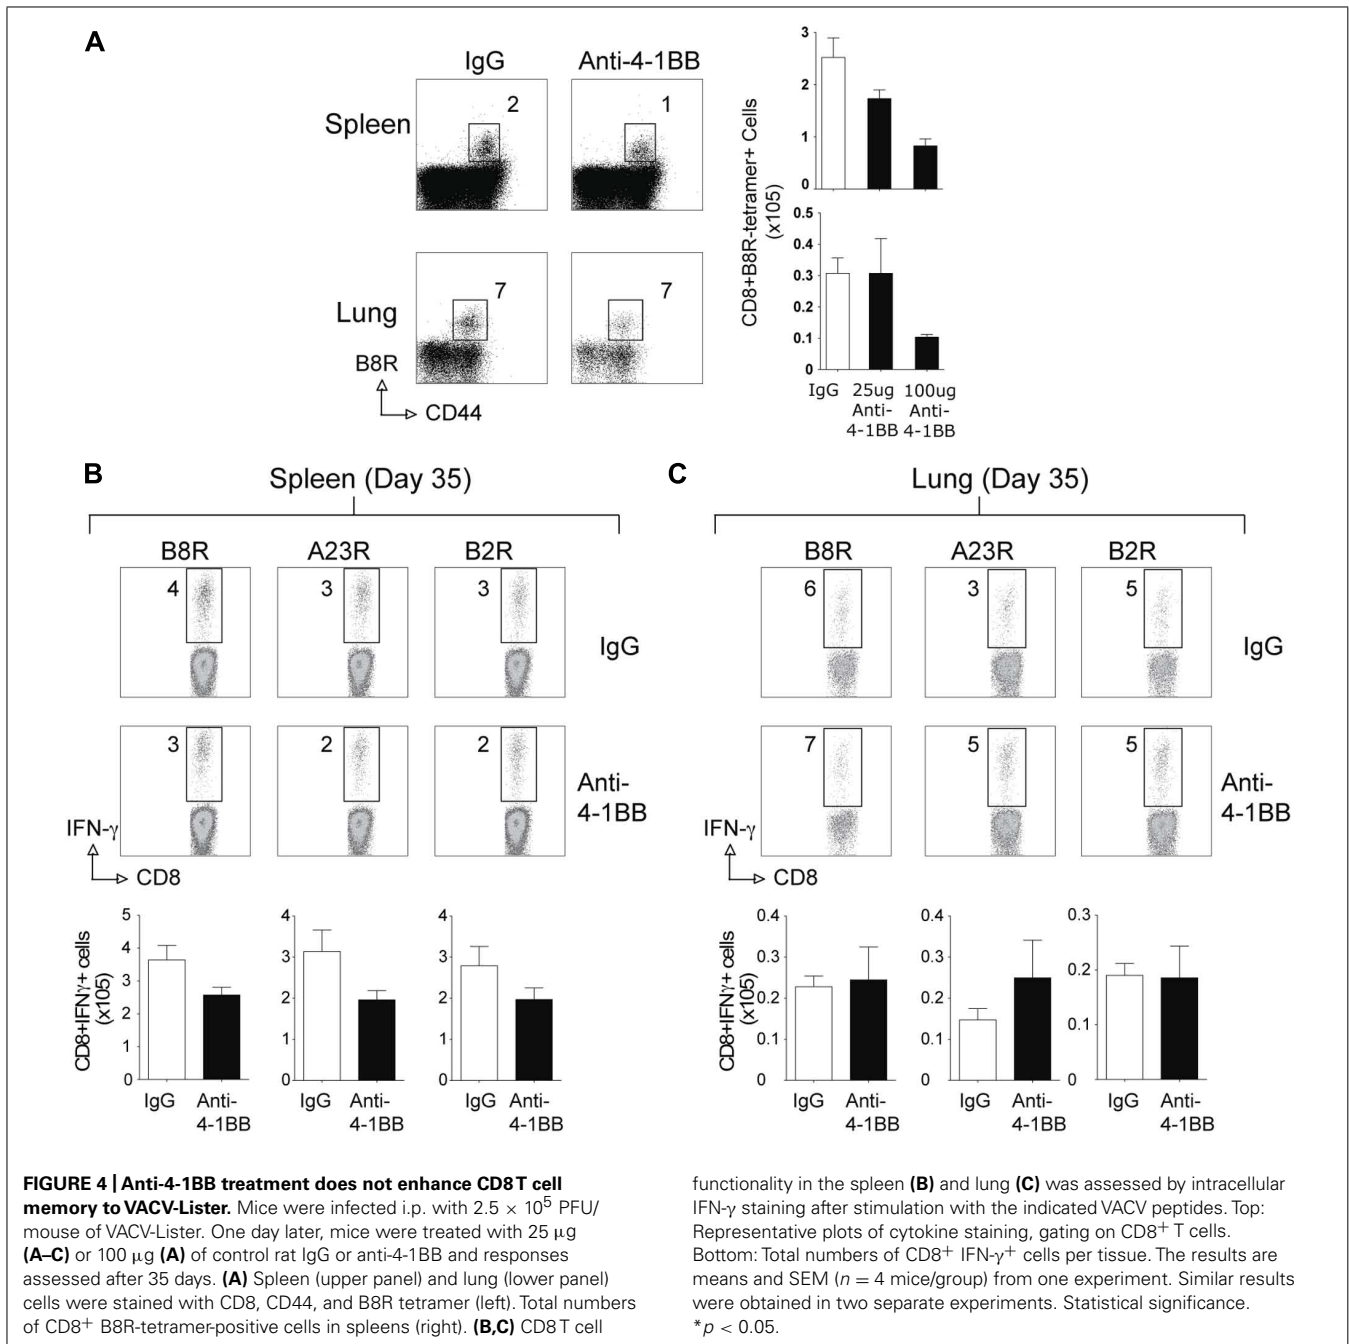 A
IgG
Anti-4-1BB
Spleen
2
1
Lung
7
7
B8R
CD44
CD8+B8R-tetramer+ Cells
(x105)
3
2
1
0
0.5
0.4
0.3
0.2
0.1
0
IgG
25ug
Anti-
4-1BB
100ug
Anti-
4-1BB
B
Spleen (Day 35)
B8R
A23R
B2R
4
3
3
IgG
3
2
2
Anti-
4-1BB
IFN-γ
CD8
CD8+IFNγ+ cells
(x105)
5
4
3
2
1
0
IgG
Anti-
4-1BB
4
3
2
1
0
IgG
Anti-
4-1BB
4
3
2
1
0
IgG
Anti-
4-1BB
C
Lung (Day 35)
B8R
A23R
B2R
6
3
5
IgG
7
5
5
Anti-
4-1BB
IFN-γ
CD8
CD8+IFNγ+ cells
(x105)
0.4
0.3
0.2
0.1
0
IgG
Anti-
4-1BB
0.4
0.3
0.2
0.1
0
IgG
Anti-
4-1BB
0.3
0.2
0.1
0
IgG
Anti-
4-1BB
FIGURE 4 | Anti-4-1BB treatment does not enhance CD8 T cell
memory to VACV-Lister. Mice were infected i.p. with 2.5 × 10⁵ PFU/
mouse of VACV-Lister. One day later, mice were treated with 25 μg
(A–C) or 100 μg (A) of control rat IgG or anti-4-1BB and responses
assessed after 35 days. (A) Spleen (upper panel) and lung (lower panel)
cells were stained with CD8, CD44, and B8R tetramer (left). Total numbers
of CD8⁺ B8R-tetramer-positive cells in spleens (right). (B,C) CD8 T cell
functionality in the spleen (B) and lung (C) was assessed by intracellular
IFN-γ staining after stimulation with the indicated VACV peptides. Top:
Representative plots of cytokine staining, gating on CD8⁺ T cells.
Bottom: Total numbers of CD8⁺ IFN-γ⁺ cells per tissue. The results are
means and SEM (n = 4 mice/group) from one experiment. Similar results
were obtained in two separate experiments. Statistical significance.
*p < 0.05.